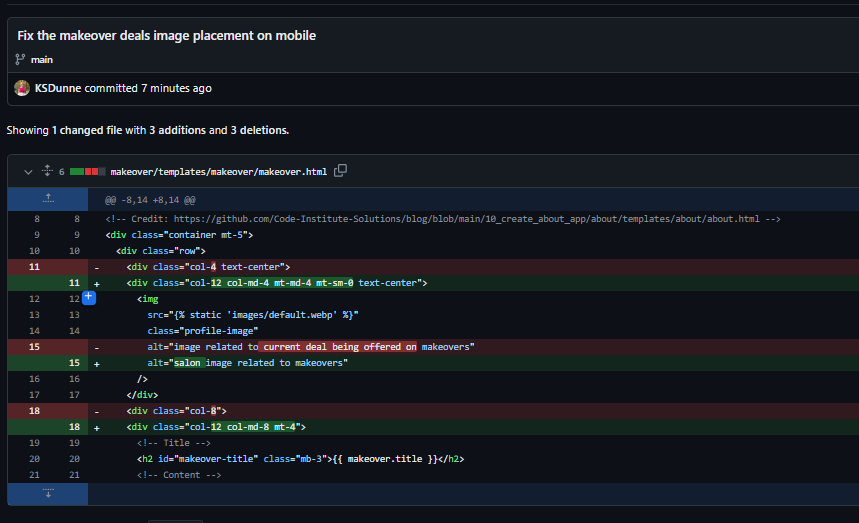 Fix the makeover deals image placement on mobile
main
KSDunne committed 7 minutes ago
Showing 1 changed file with 3 additions and 3 deletions.
6 makeover/templates/makeover/makeover.html
@@ -8,14 +8,14 @@
8 8 <!-- Credit: https://github.com/Code-Institute-Solutions/blog/blob/main/10_create_about_app/about/templates/about/about.html -->
9 9 <div class="container mt-5">
10 10 <div class="row">
11 - <div class="col-4 text-center">
11 + <div class="col-12 col-md-4 mt-md-4 mt-sm-0 text-center">
12 12 + <img
13 13 src="{% static 'images/default.webp' %}"
14 14 class="profile-image"
15 - alt="image related to current deal being offered on makeovers"
15 + alt="salon image related to makeovers"
16 16 />
17 17 </div>
18 - <div class="col-8">
18 + <div class="col-12 col-md-8 mt-4">
19 19 <!-- Title -->
20 20 <h2 id="makeover-title" class="mb-3">{{ makeover.title }}</h2>
21 21 <!-- Content -->